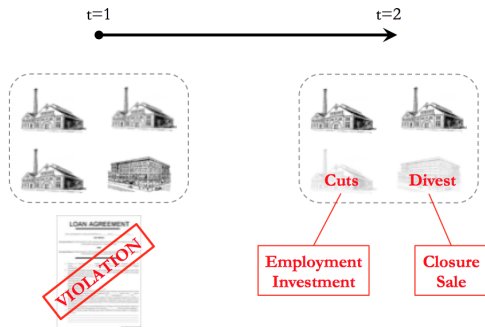 t=1
t=2
Cuts
Divest
LOAN AGREEMENT
VIOLATION
Employment
Investment
Closure
Sale